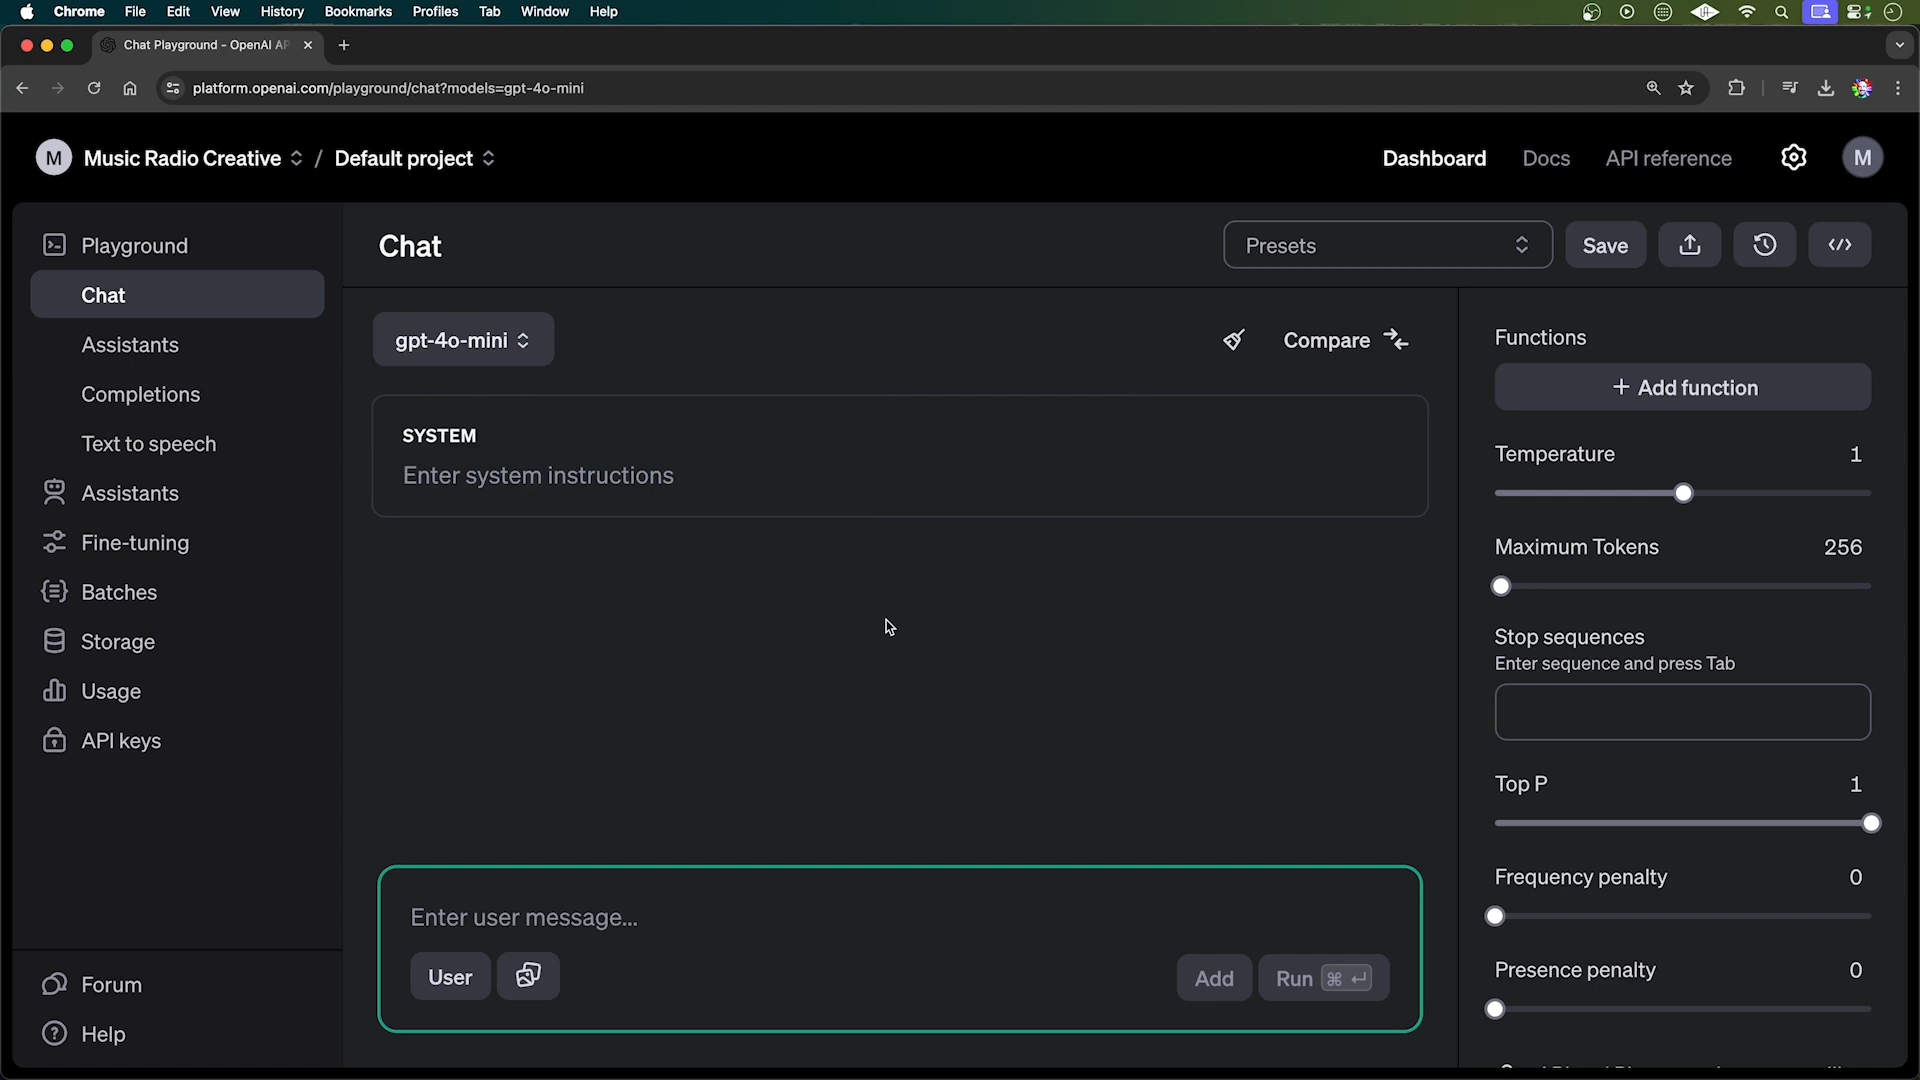 Chrome File Edit View History Bookmarks Profiles Tab Window Help
Chat Playground - OpenAI AP
platform.openai.com/playground/chat?models=gpt-4o-mini
M Music Radio Creative / Default project
Dashboard Docs API reference M
Playground
Chat
Assistants
Completions
Text to speech
Assistants
Fine-tuning
Batches
Storage
Usage
API keys
Forum
Help
Chat
Presets
Save
gpt-4o-mini
Compare
SYSTEM
Enter system instructions
Enter user message...
User
Add
Run ⌘ ↵
Functions
+ Add function
Temperature 1
Maximum Tokens 256
Stop sequences
Enter sequence and press Tab
Top P 1
Frequency penalty 0
Presence penalty 0